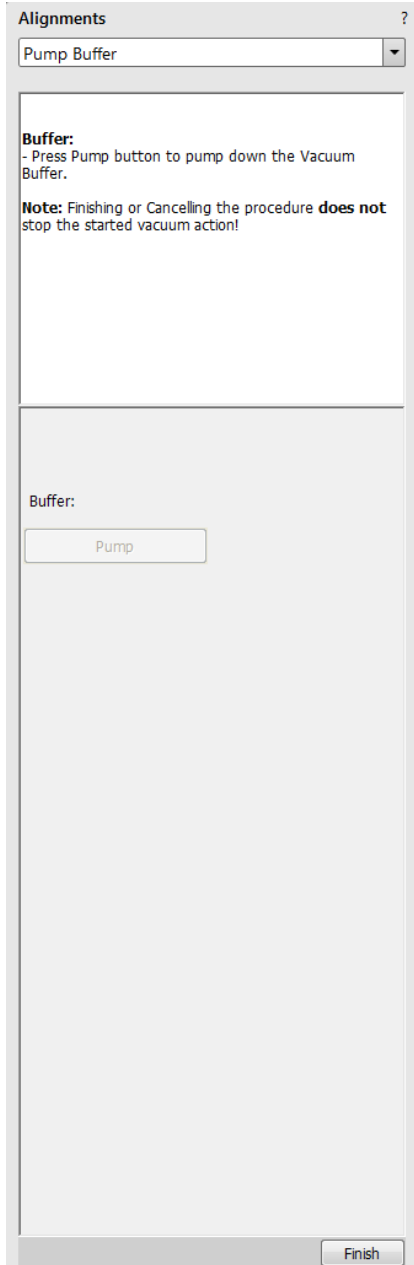 Alignments ?
Pump Buffer
Buffer:
- Press Pump button to pump down the Vacuum
Buffer.
Note: Finishing or Cancelling the procedure does not
stop the started vacuum action!
Buffer:
Pump
Finish